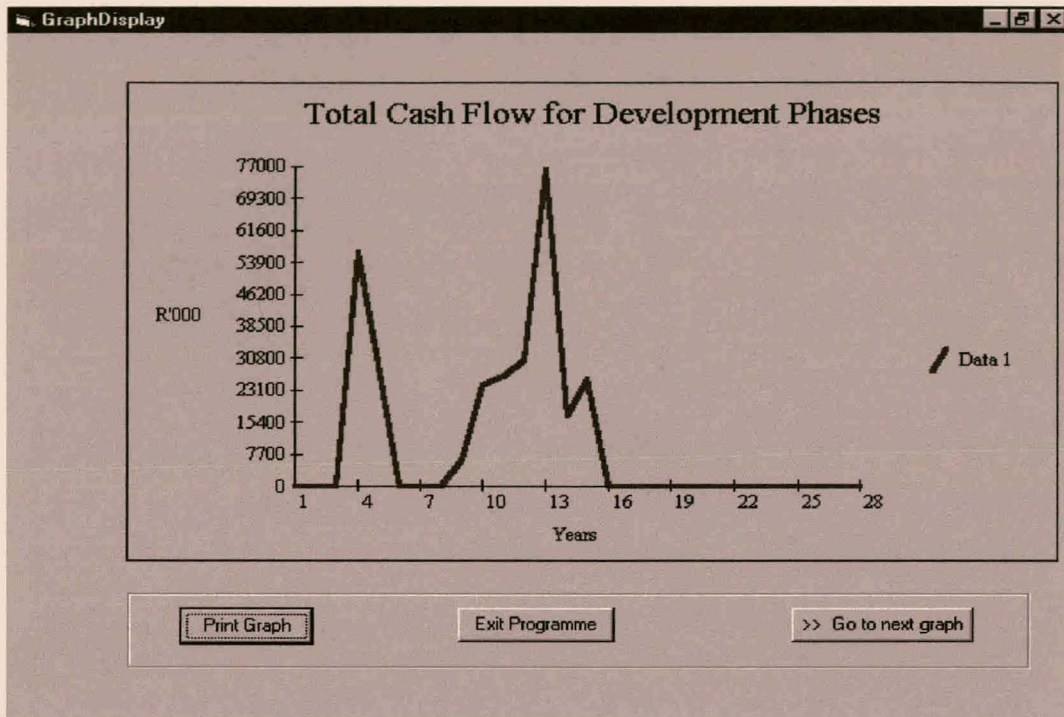 GraphDisplay
Total Cash Flow for Development Phases
77000
69300
61600
53900
46200
38500
30800
23100
15400
7700
0
R'000
Data 1
1 4 7 10 13 16 19 22 25 28
Years
Print Graph
Exit Programme
>> Go to next graph